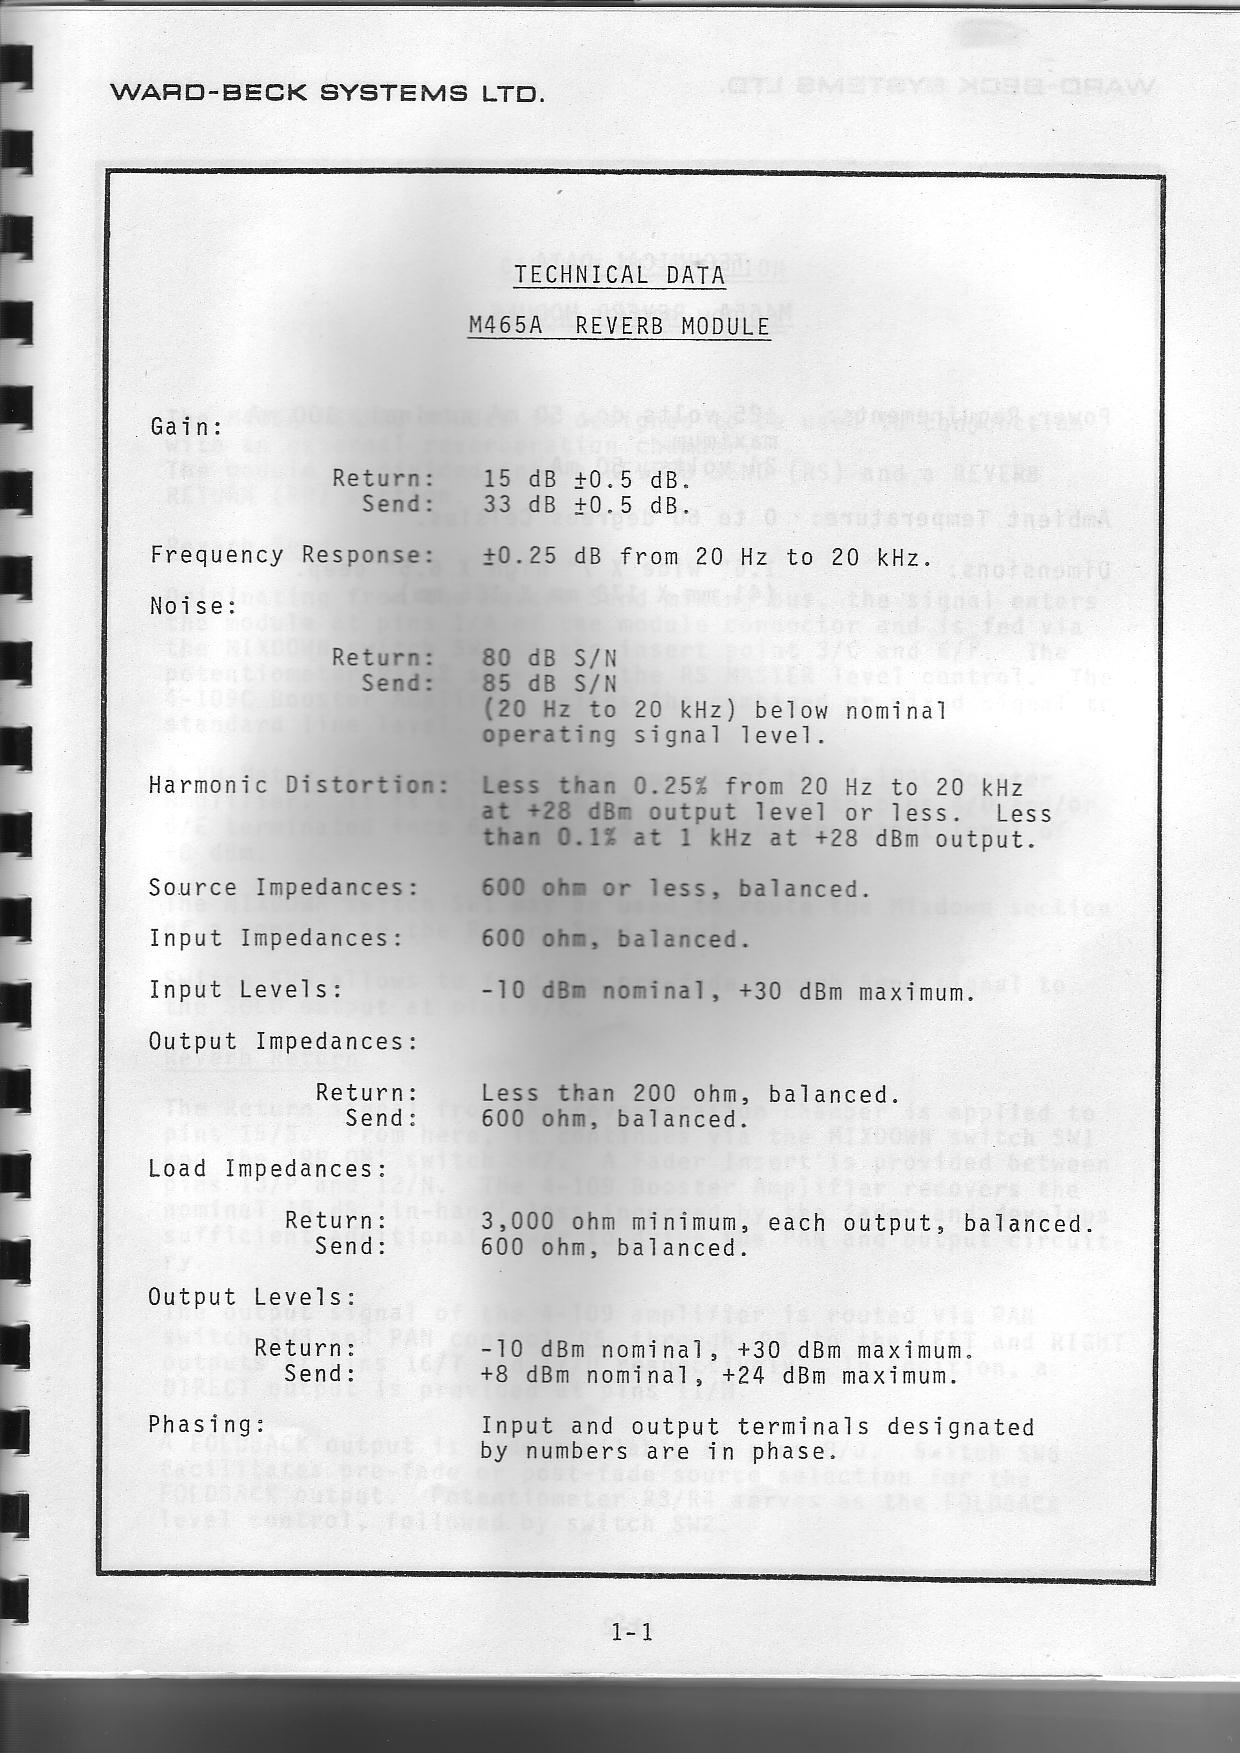 WARD-BECK SYSTEMS LTD.
TECHNICAL DATA
M465A REVERB MODULE
Gain:
Return: 15 dB ±0.5 dB.
Send: 33 dB ±0.5 dB.
Frequency Response: ±0.25 dB from 20 Hz to 20 kHz.
Noise:
Return: 80 dB S/N
Send: 85 dB S/N
(20 Hz to 20 kHz) below nominal
operating signal level.
Harmonic Distortion: Less than 0.25% from 20 Hz to 20 kHz
at +28 dBm output level or less. Less
than 0.1% at 1 kHz at +28 dBm output.
Source Impedances: 600 ohm or less, balanced.
Input Impedances: 600 ohm, balanced.
Input Levels: -10 dBm nominal, +30 dBm maximum.
Output Impedances:
Return: Less than 200 ohm, balanced.
Send: 600 ohm, balanced.
Load Impedances:
Return: 3,000 ohm minimum, each output, balanced.
Send: 600 ohm, balanced.
Output Levels:
Return: -10 dBm nominal, +30 dBm maximum.
Send: +8 dBm nominal, +24 dBm maximum.
Phasing: Input and output terminals designated
by numbers are in phase.
1-1